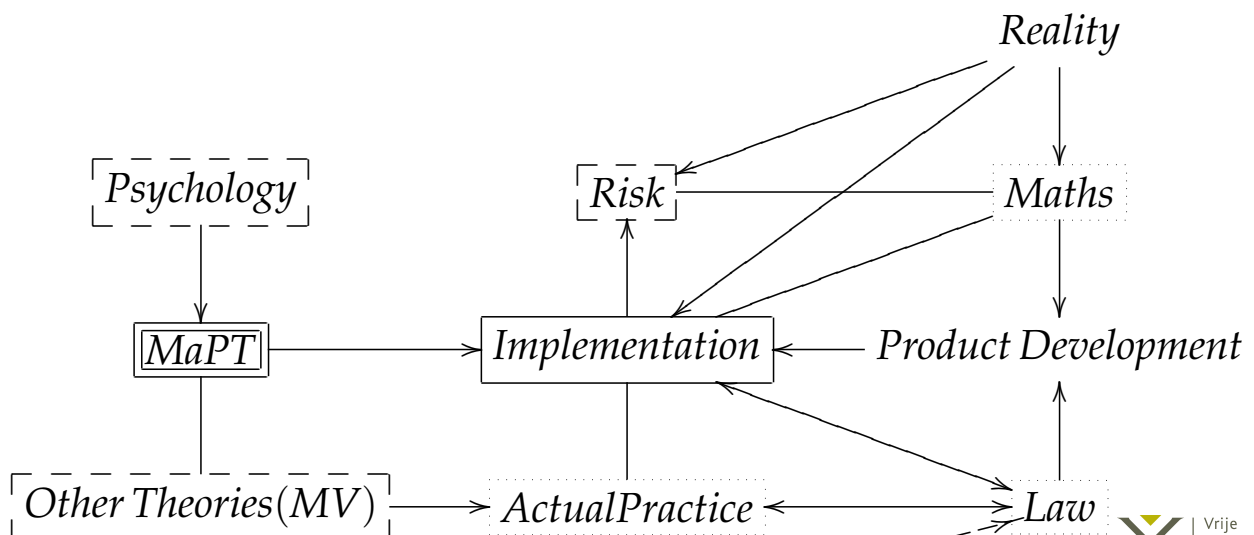 Reality
Psychology
Risk
Maths
MaPT
Implementation
Product Development
Other Theories(MV)
ActualPractice
Law
Vrije